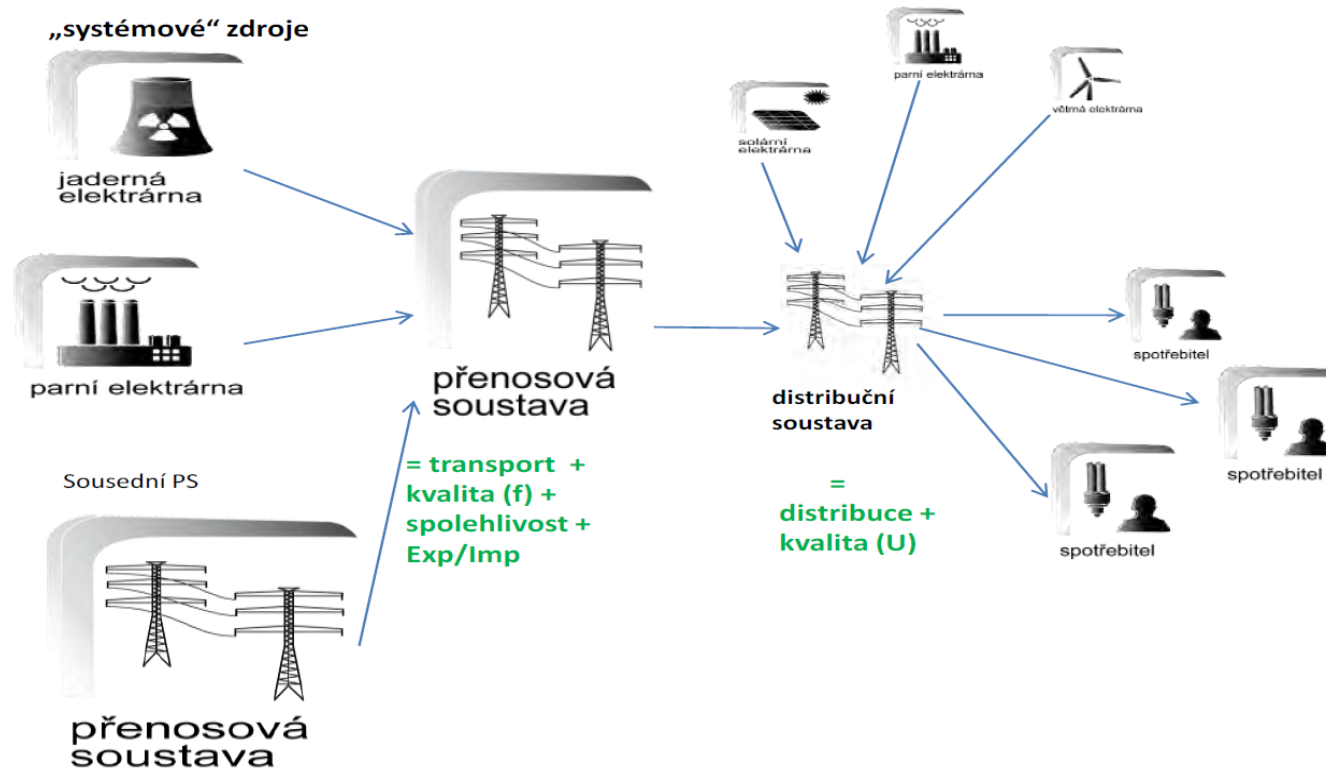 „systémové“ zdroje
jaderná
elektrárna
parní elektrárna
Sousední PS
přenosová
soustava
přenosová
soustava
= transport +
kvalita (f) +
spolehlivost +
Exp/Imp
solární
elektrárna
parní elektrárna
větrná elektrárna
distribuční
soustava
=
distribuce +
kvalita (U)
spotřebitel
spotřebitel
spotřebitel